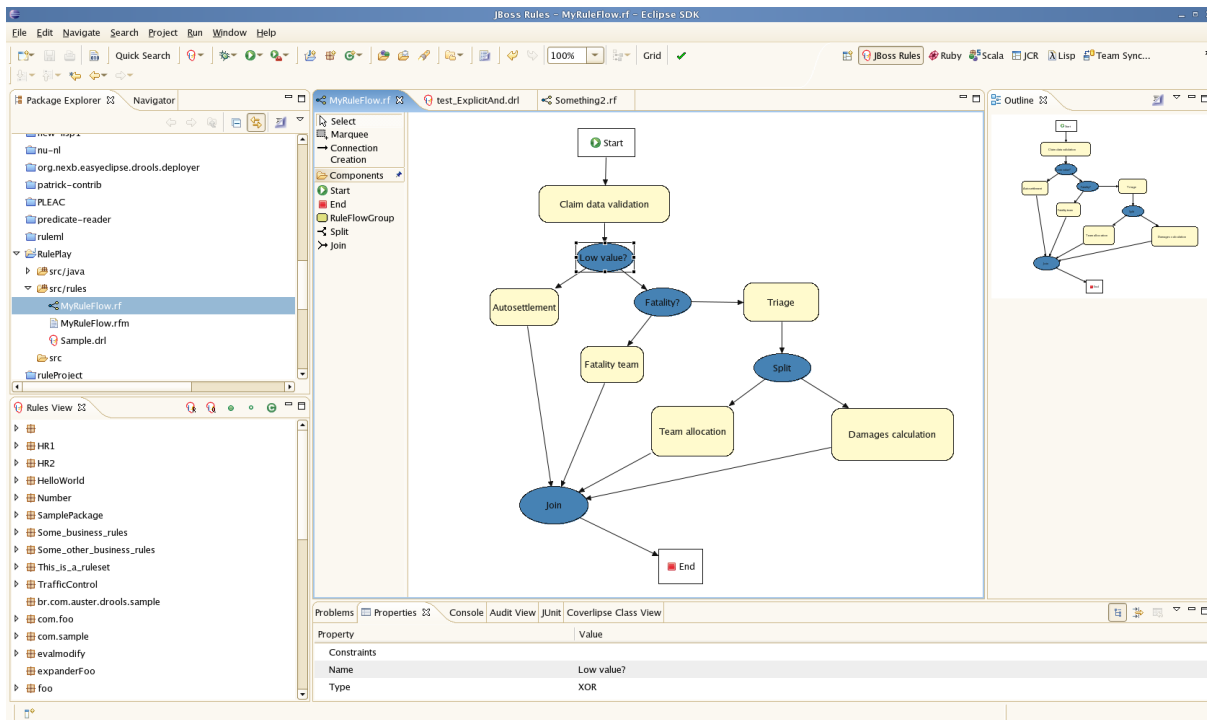 JBoss Rules - MyRuleFlow.rf - Eclipse SDK
File Edit Navigate Search Project Run Window Help
Quick Search 100% Grid JBoss Rules Ruby Scala JCR Lisp Team Sync...
Package Explorer Navigator
nu-nl
org.nexb.easyeclipse.drools.deployer
patrick-contrib
PLEAC
predicate-reader
ruleml
RulePlay
src/java
src/rules
MyRuleFlow.rf
MyRuleFlow.rfm
Sample.drl
src
ruleProject
Rules View
HR1
HR2
HelloWorld
Number
SamplePackage
Some_business_rules
Some_other_business_rules
This_is_a_ruleset
TrafficControl
br.com.auster.drools.sample
com.foo
com.sample
evalmodify
expanderFoo
foo
MyRuleFlow.rf test_ExplicitAnd.drl Something2.rf
Select
Marquee
Connection
Creation
Components
Start
End
RuleFlowGroup
Split
Join
Start
Claim data validation
Low value?
Autosettlement
Fatality?
Triage
Fatality team
Split
Team allocation
Damages calculation
Join
End
Outline
Problems Properties Console Audit View JUnit Coverlipse Class View
Property Value
Constraints
Name Low value?
Type XOR